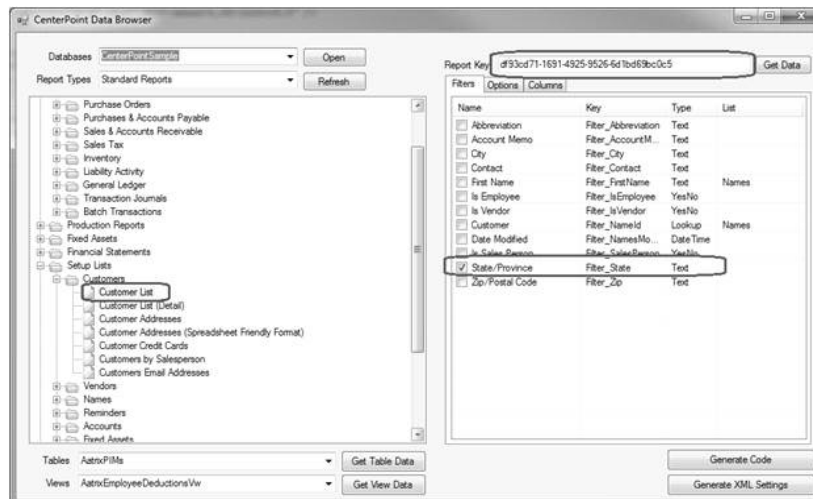 CenterPoint Data Browser
Databases CenterPointSample Open
Report Types Standard Reports Refresh
Purchase Orders
Purchases & Accounts Payable
Sales & Accounts Receivable
Sales Tax
Inventory
Liability Activity
General Ledger
Transaction Journals
Batch Transactions
Production Reports
Fixed Assets
Financial Statements
Setup Lists
Customers
Customer List
Customer List (Detail)
Customer Addresses
Customer Addresses (Spreadsheet Friendly Format)
Customer Credit Cards
Customers by Salesperson
Customers Email Addresses
Vendors
Names
Reminders
Accounts
Fixed Assets
Tables AatrixPIMs Get Table Data
Views AatrixEmployeeDeductionsVw Get View Data
Report Key df93cd71-1691-4925-9526-6d1bd69bc0c5 Get Data
Filters Options Columns
Name Key Type List
Abbreviation Filter_Abbreviation Text
Account Memo Filter_AccountM... Text
City Filter_City Text
Contact Filter_Contact Text
First Name Filter_FirstName Text Names
Is Employee Filter_IsEmployee YesNo
Is Vendor Filter_IsVendor YesNo
Customer Filter_NameId Lookup Names
Date Modified Filter_NamesMo... DateTime
Is Sales Person Filter_SalesPerson YesNo
State/Province Filter_State Text
Zip/Postal Code Filter_Zip Text
Generate Code
Generate XML Settings